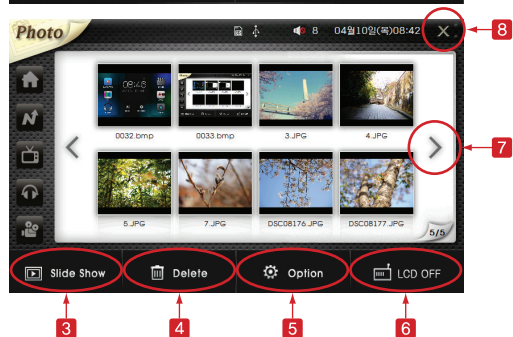 Photo
8 04월10일(목)08:42
8
0032.bmp 0033.bmp 3.JPG 4.JPG
7
5.JPG 7.JPG DSC08176.JPG DSC08177.JPG
5/5
Slide Show Delete Option LCD OFF
3 4 5 6